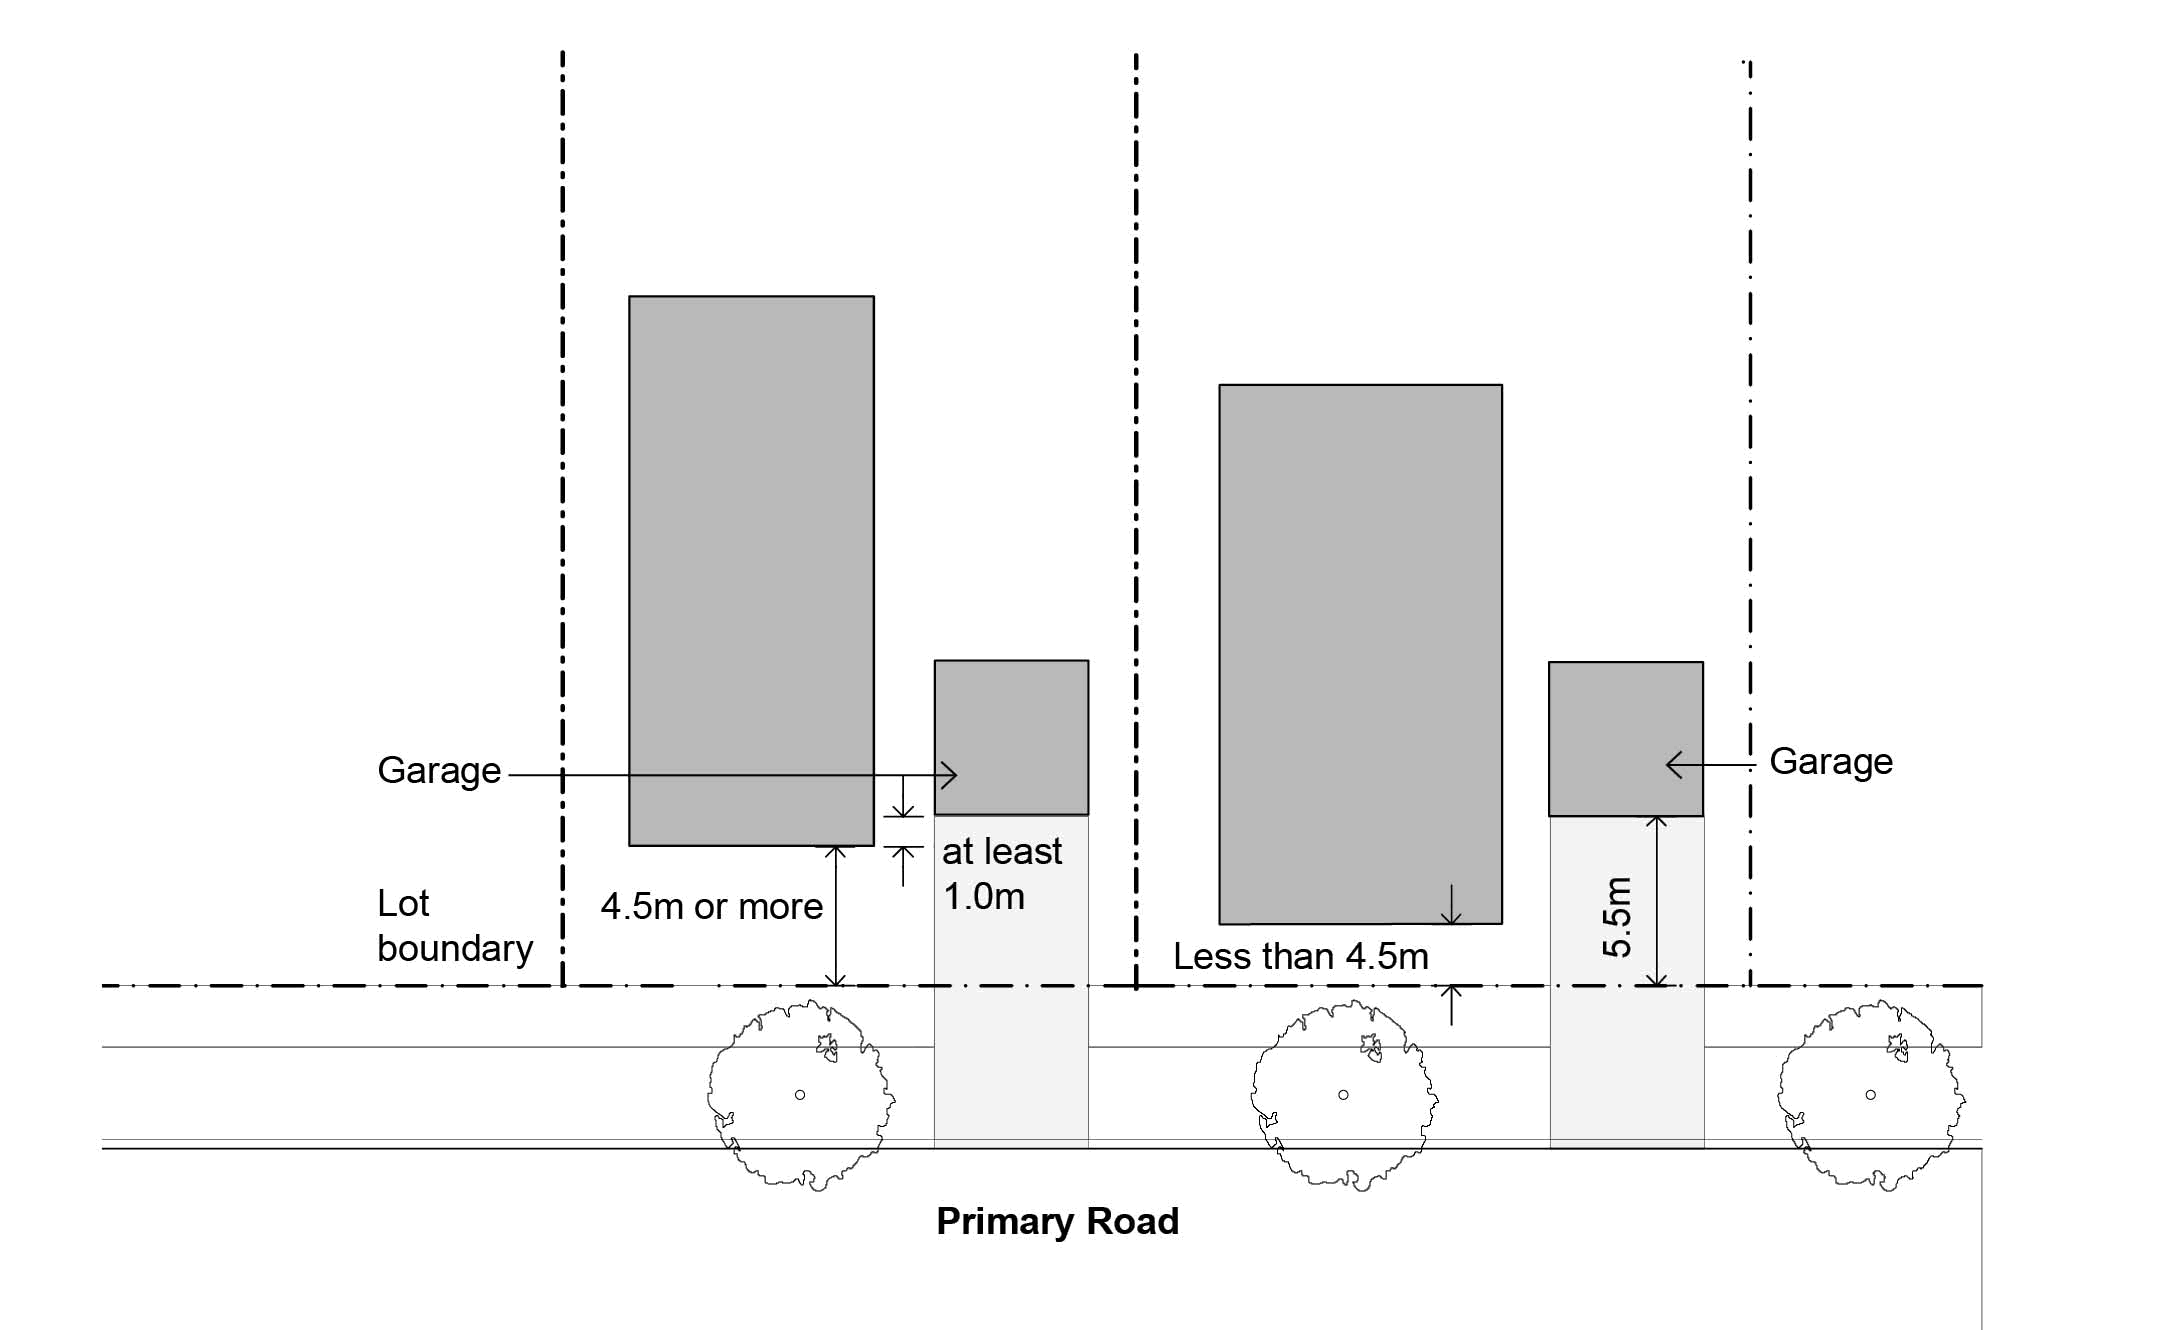 Garage
Garage
at least
1.0m
Lot
boundary
4.5m or more
5.5m
Less than 4.5m
Primary Road